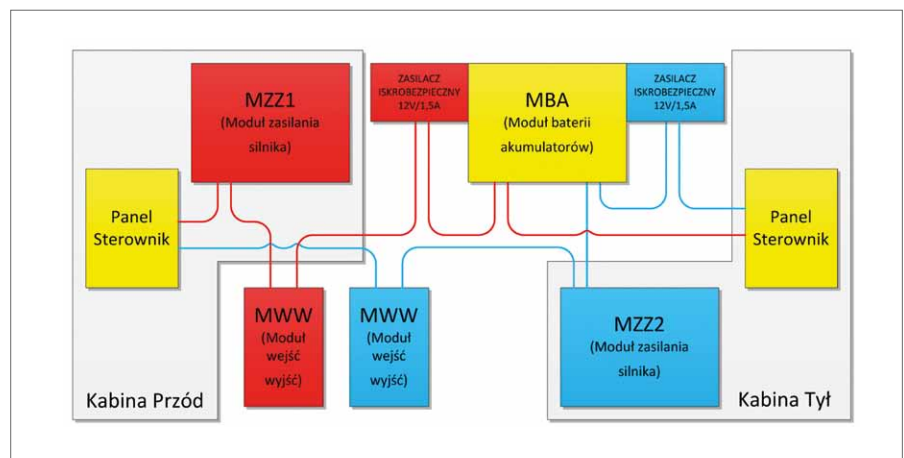 MZZ1
(Moduł zasilania
silnika)
ZASILACZ
ISKROBEZPIECZNY
12V/1,5A
MBA
(Moduł baterii
akumulatorów)
ZASILACZ
ISKROBEZPIECZNY
12V/1,5A
Panel
Sterownik
Panel
Sterownik
MWW
(Moduł
wejść
wyjść)
MWW
(Moduł
wejść
wyjść)
MZZ2
(Moduł zasilania
silnika)
Kabina Przód
Kabina Tył